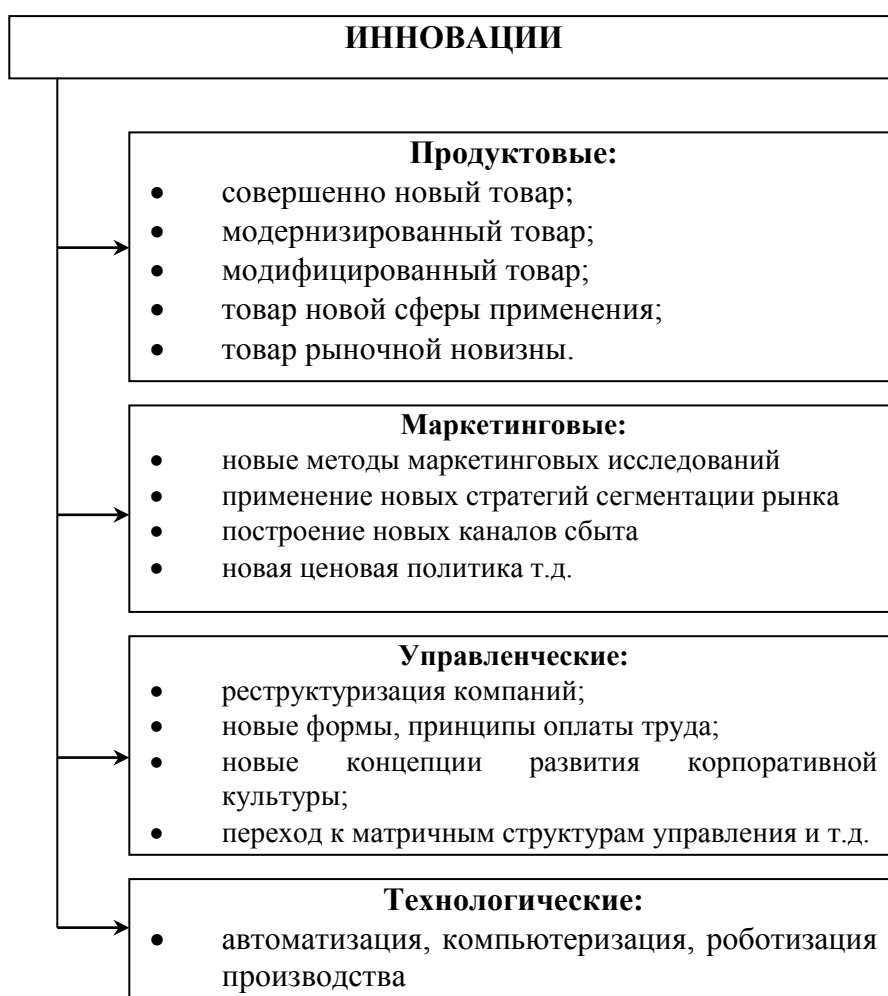 ИННОВАЦИИ
Продуктовые:
• совершенно новый товар;
• модернизированный товар;
• модифицированный товар;
• товар новой сферы применения;
• товар рыночной новизны.
Маркетинговые:
• новые методы маркетинговых исследований
• применение новых стратегий сегментации рынка
• построение новых каналов сбыта
• новая ценовая политика т.д.
Управленческие:
• реструктуризация компаний;
• новые формы, принципы оплаты труда;
• новые концепции развития корпоративной
культуры;
• переход к матричным структурам управления и т.д.
Технологические:
• автоматизация, компьютеризация, роботизация
производства